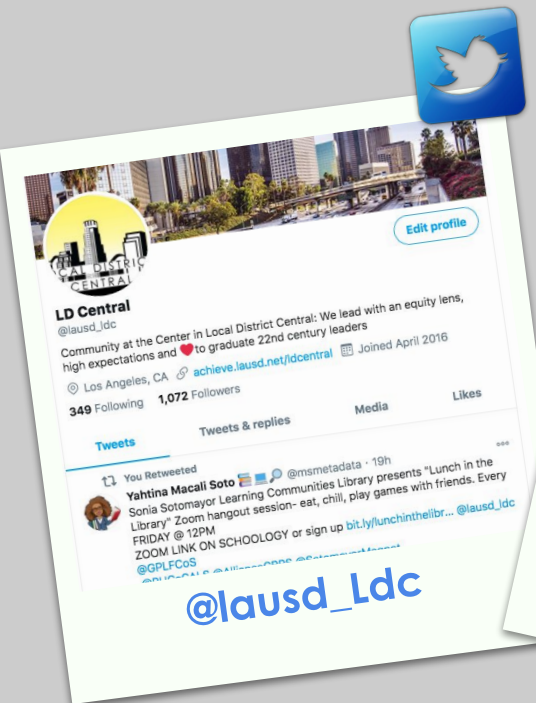 LOCAL DISTRICT
CENTRAL
Edit profile
LD Central
@lausd_ldc
Community at the Center in Local District Central: We lead with an equity lens,
high expectations and ❤️to graduate 22nd century leaders
Los Angeles, CA achieve.lausd.net/ldcentral Joined April 2016
349 Following 1,072 Followers
Tweets Tweets & replies Media Likes
You Retweeted
Yahtina Macali Soto 📚💻🔎 @msmetadata · 19h
Sonia Sotomayor Learning Communities Library presents "Lunch in the
Library" Zoom hangout session- eat, chill, play games with friends. Every
FRIDAY @ 12PM
ZOOM LINK ON SCHOOLOGY or sign up bit.ly/lunchinthelibr... @lausd_ldc
@GPLFCoS
@lausd_Ldc